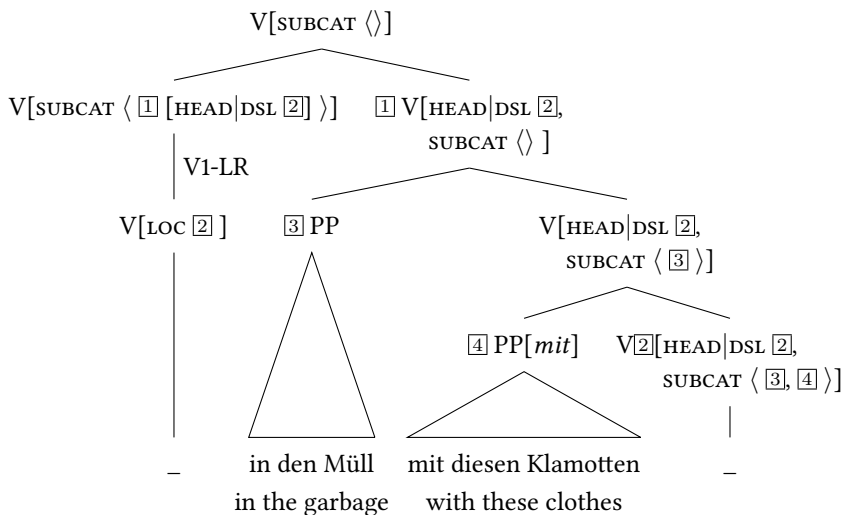 V[SUBCAT ⟨⟩]
V[SUBCAT ⟨ 1 [HEAD|DSL 2] ⟩] 1 V[HEAD|DSL 2,
SUBCAT ⟨⟩ ]
V1-LR
V[LOC 2 ] 3 PP V[HEAD|DSL 2,
SUBCAT ⟨ 3 ⟩]
4 PP[mit] V2[HEAD|DSL 2,
SUBCAT ⟨ 3, 4 ⟩]
_ in den Müll mit diesen Klamotten _
in the garbage with these clothes